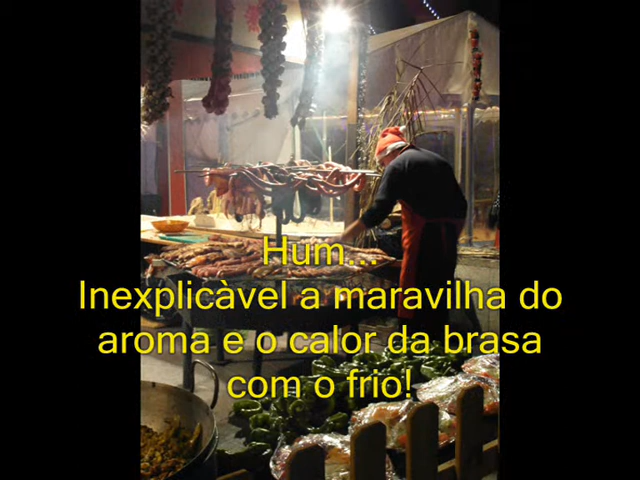 Hum...
Inexplicàvel a maravilha do
aroma e o calor da brasa
com o frio!